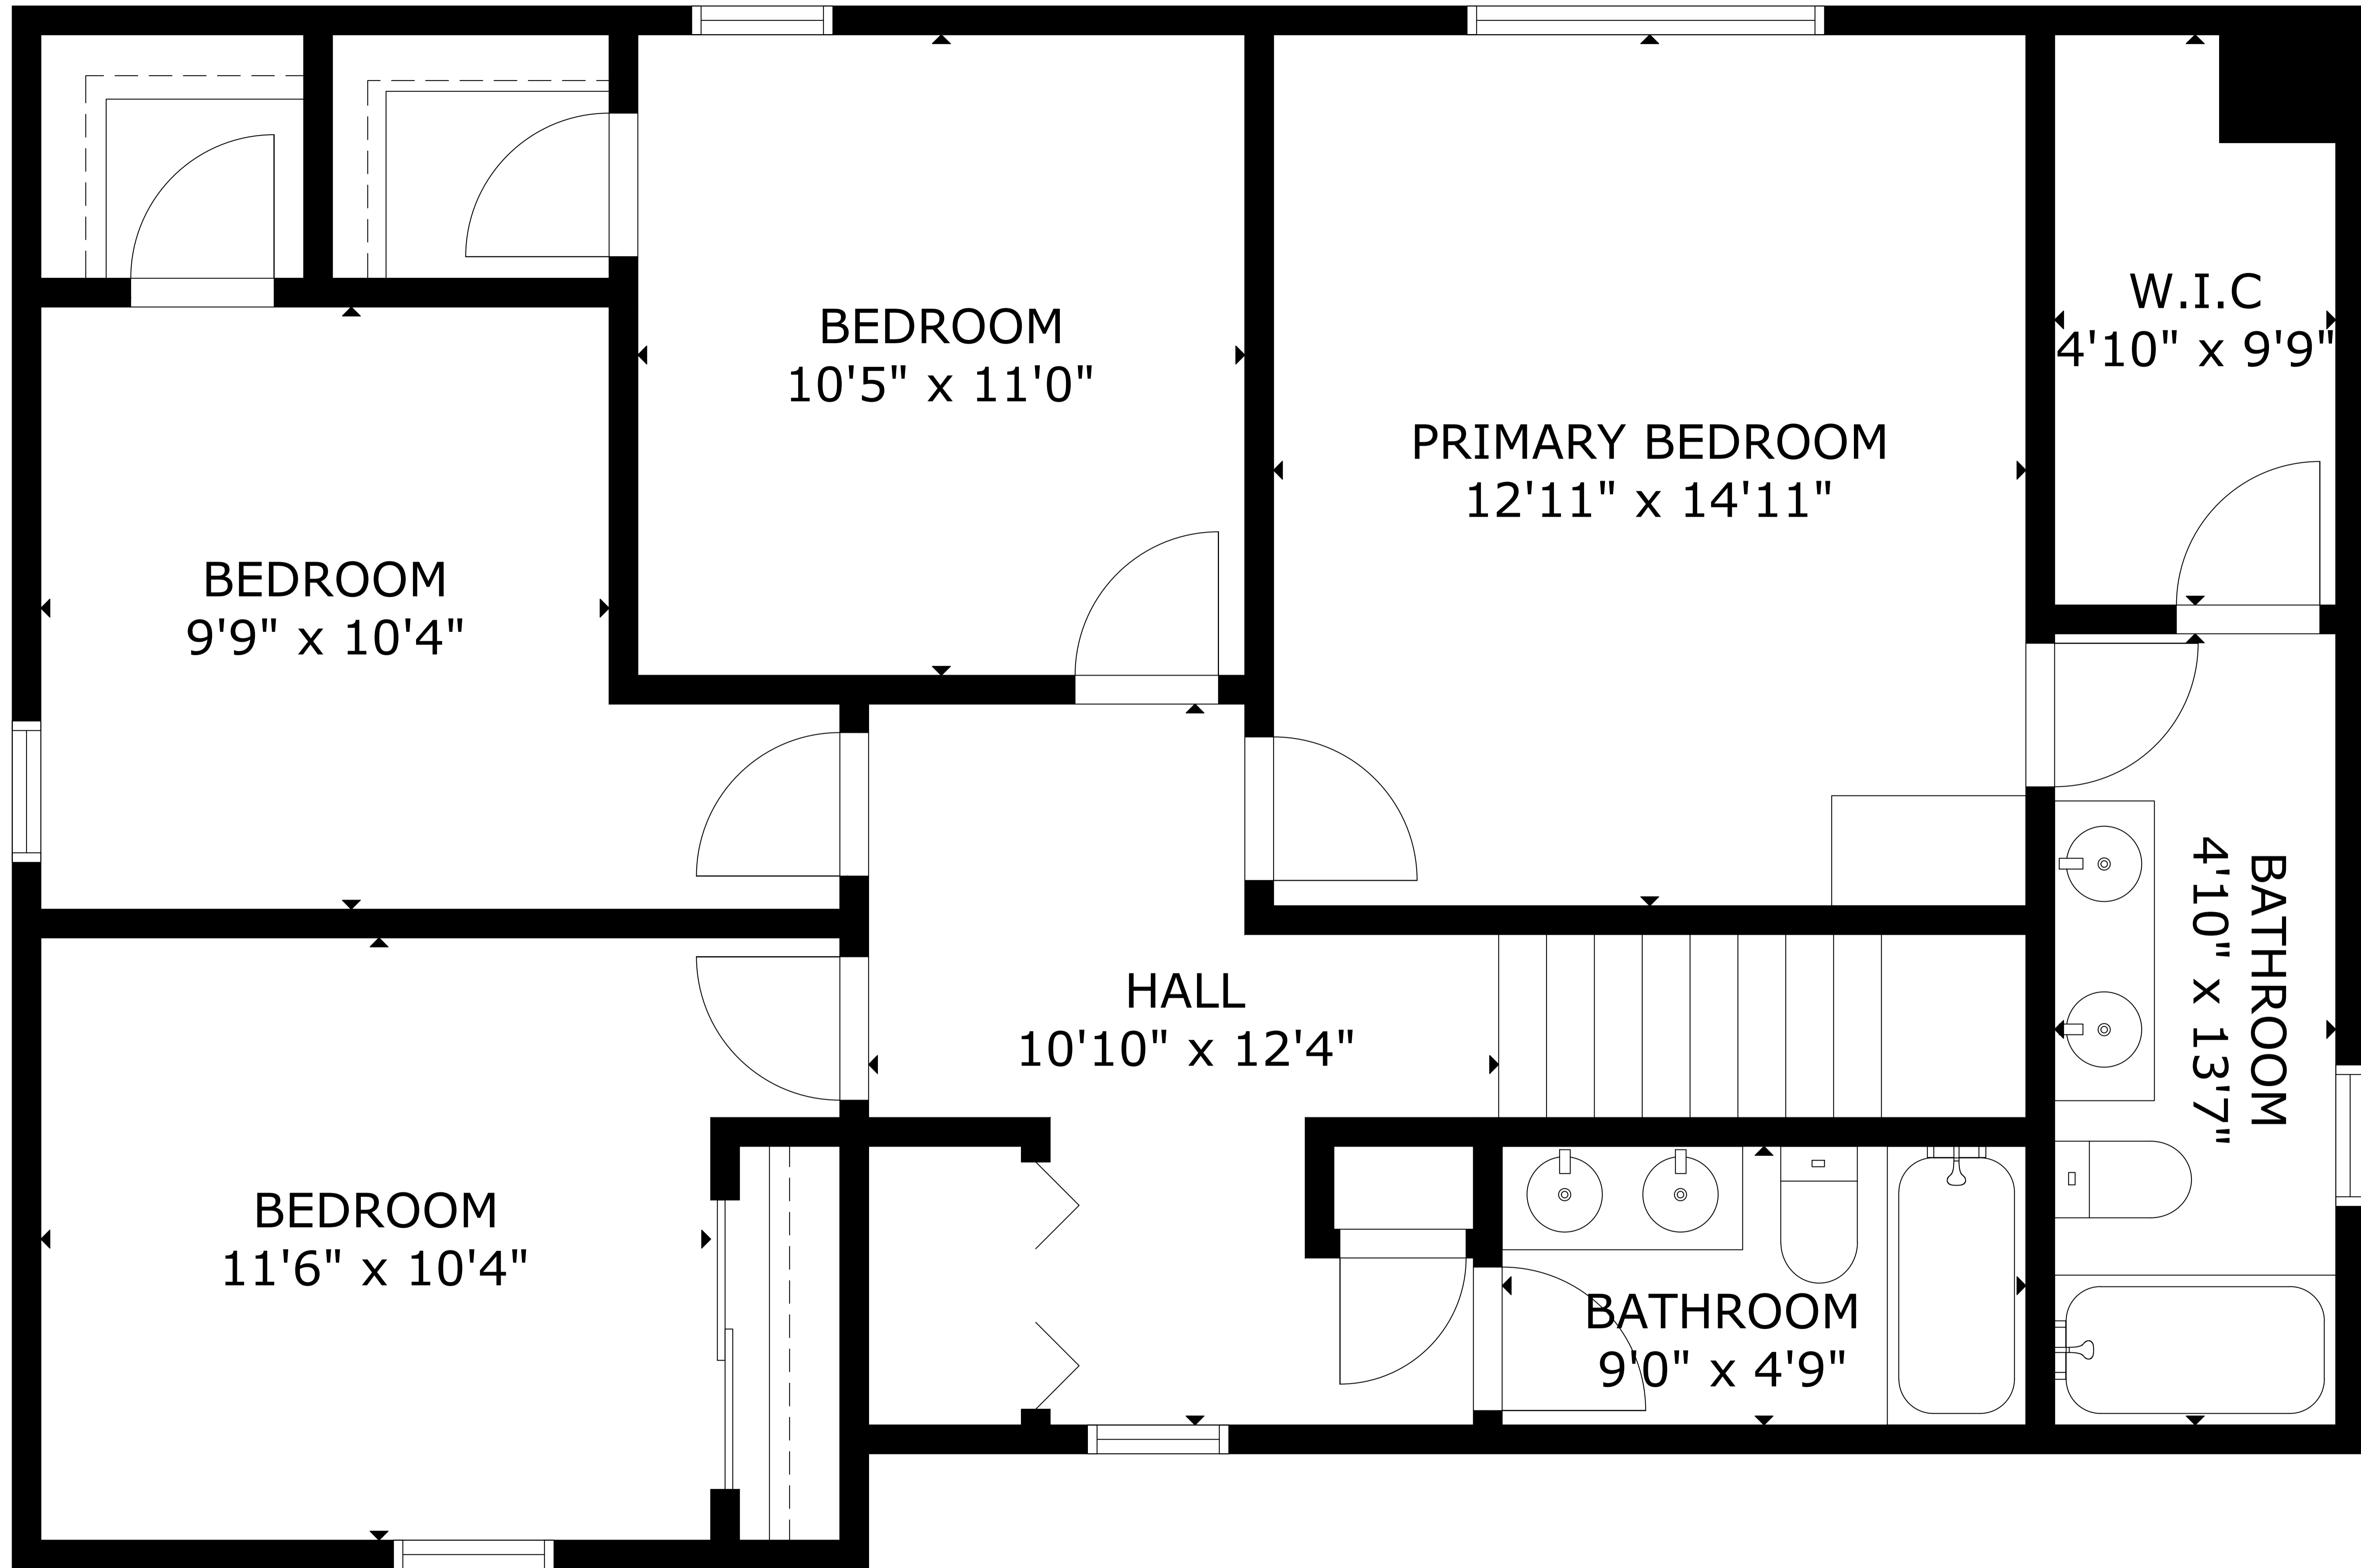 BEDROOM
10'5" x 11'0"
W.I.C
4'10" x 9'9"
PRIMARY BEDROOM
12'11" x 14'11"
BEDROOM
9'9" x 10'4"
BATHROOM
4'10" x 13'7"
HALL
10'10" x 12'4"
BEDROOM
11'6" x 10'4"
BATHROOM
9'0" x 4'9"